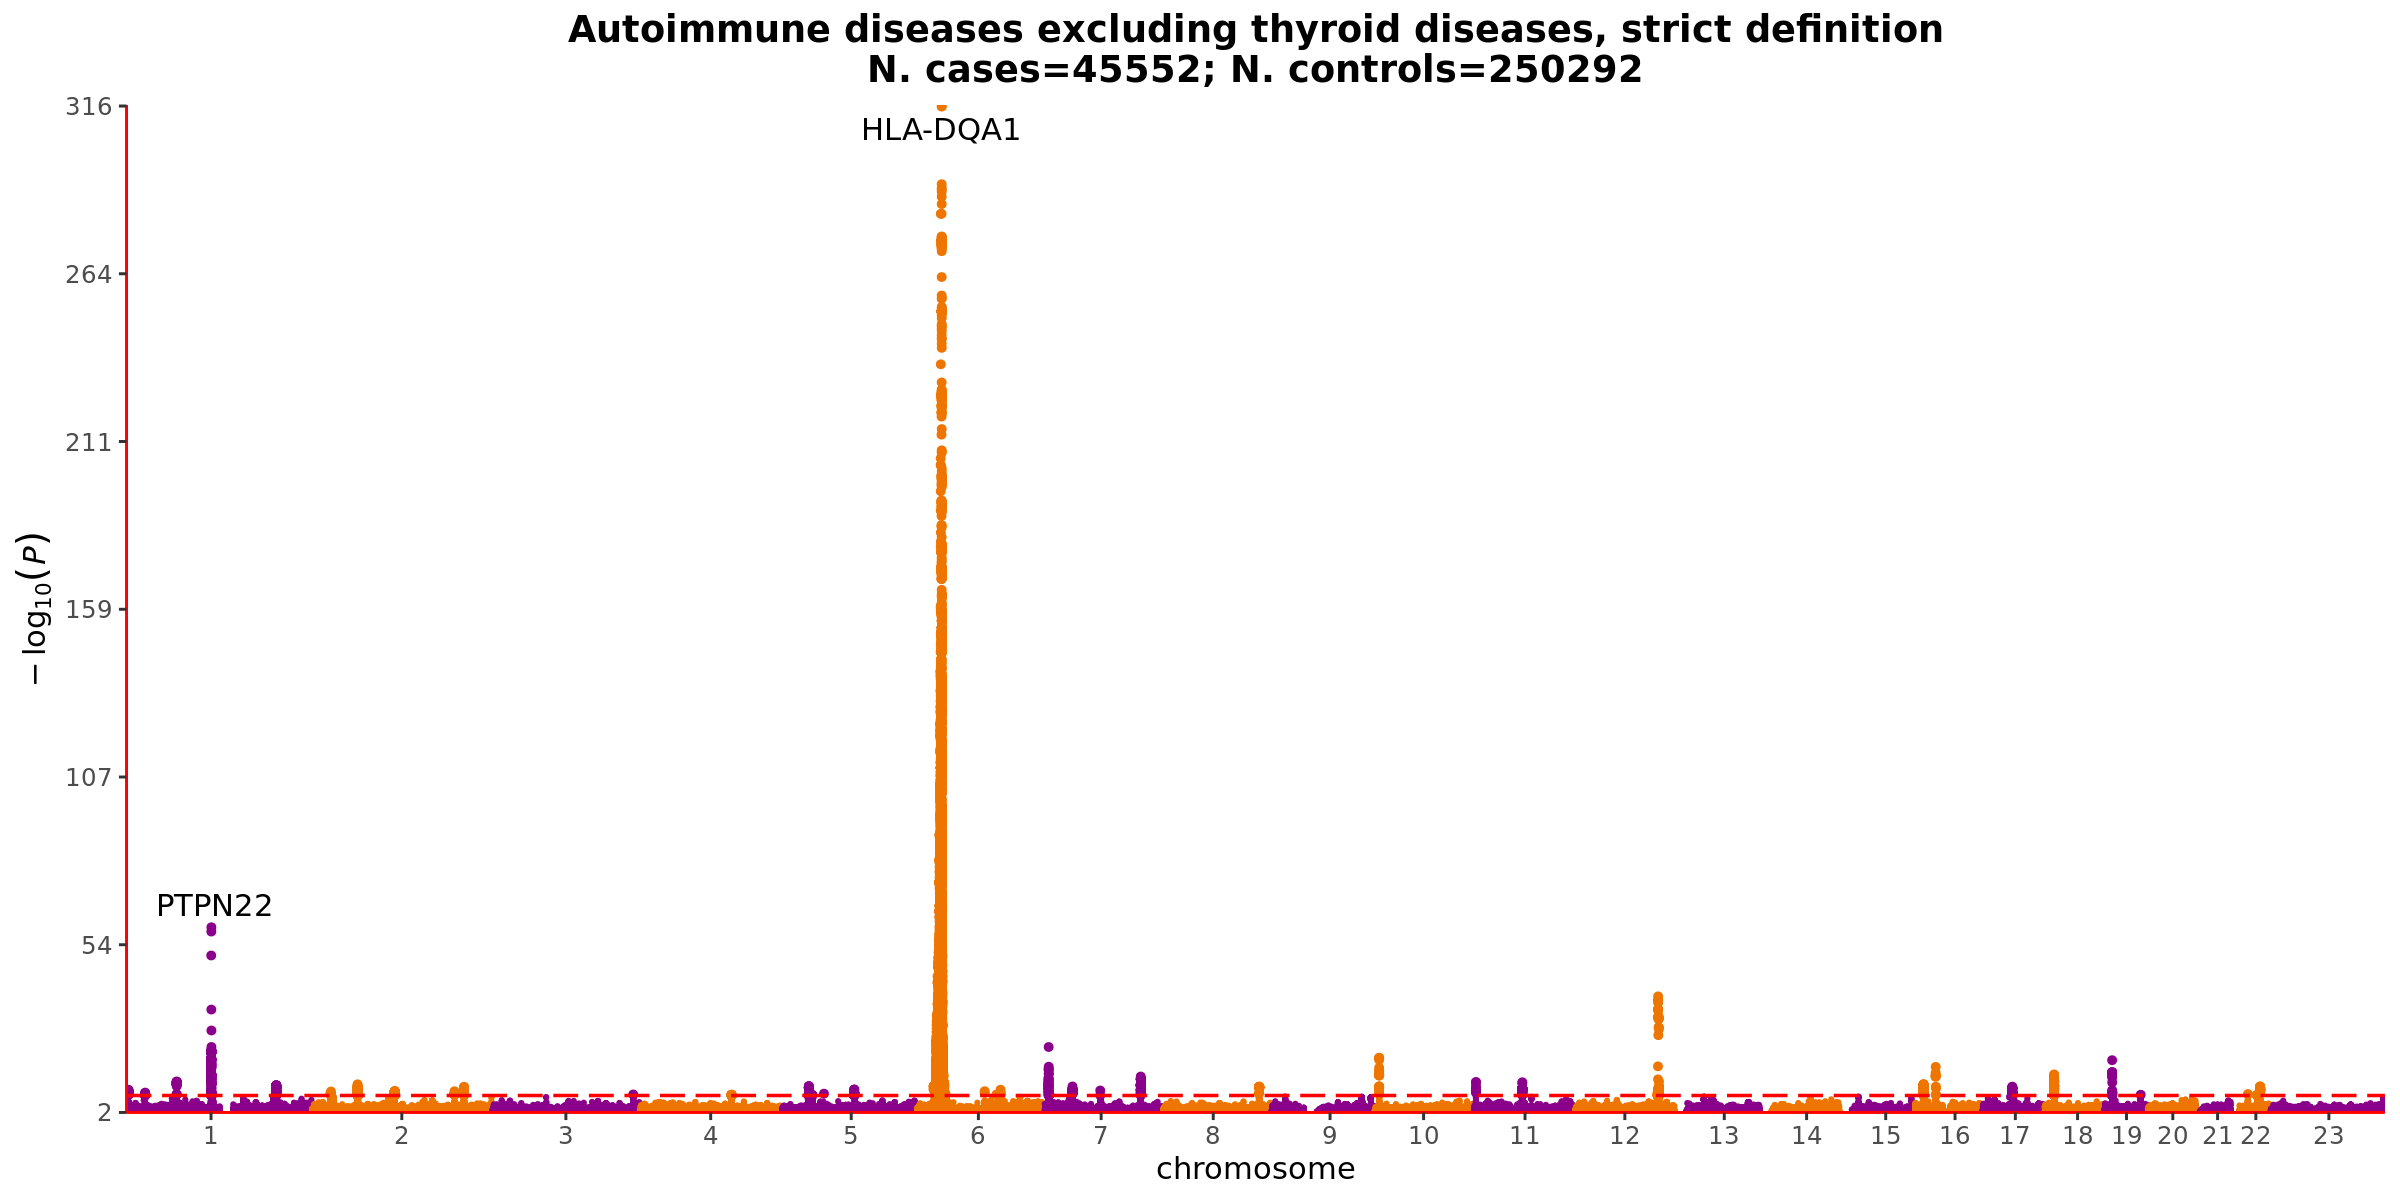 Autoimmune diseases excluding thyroid diseases, strict definition
N. cases=45552; N. controls=250292
316
HLA-DQA1
264
211
− log10(P)
159
107
PTPN22
54
2
1 2 3 4 5 6 7 8 9 10 11 12 13 14 15 16 17 18 19 20 21 22 23
chromosome